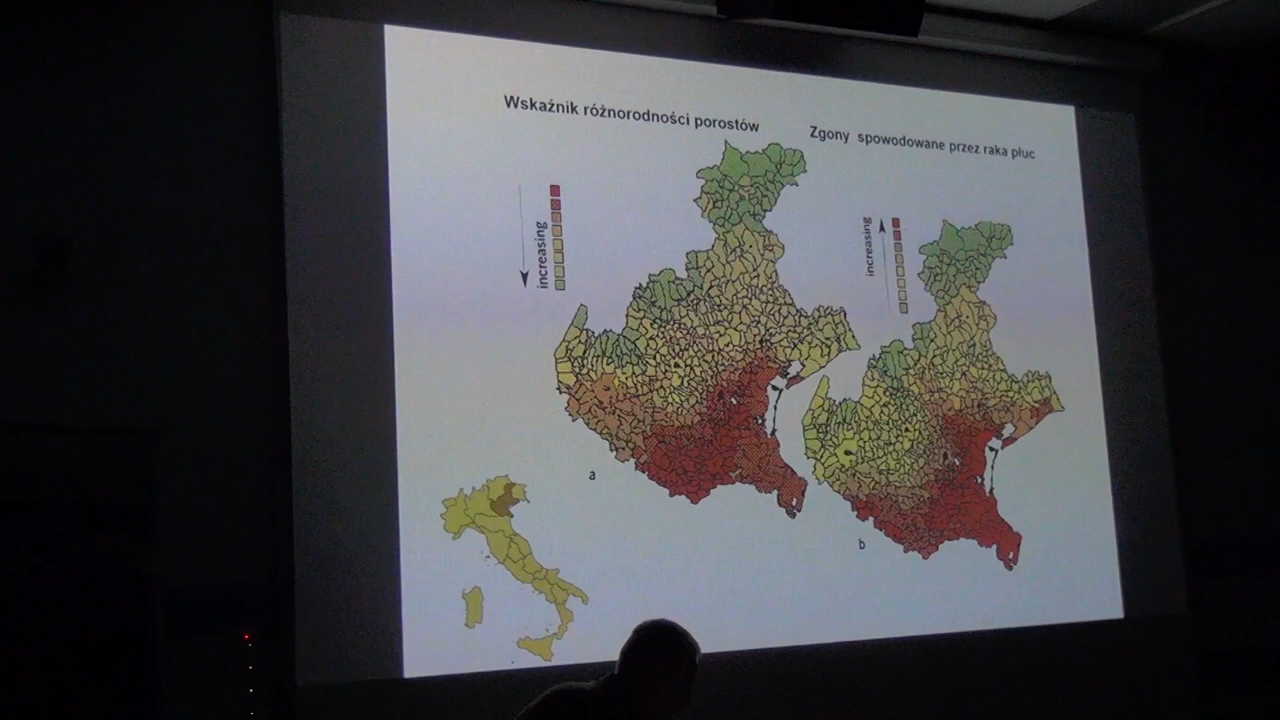 Wskaźnik różnorodności porostów
Zgony spowodowane przez raka płuc
increasing
increasing
a
b